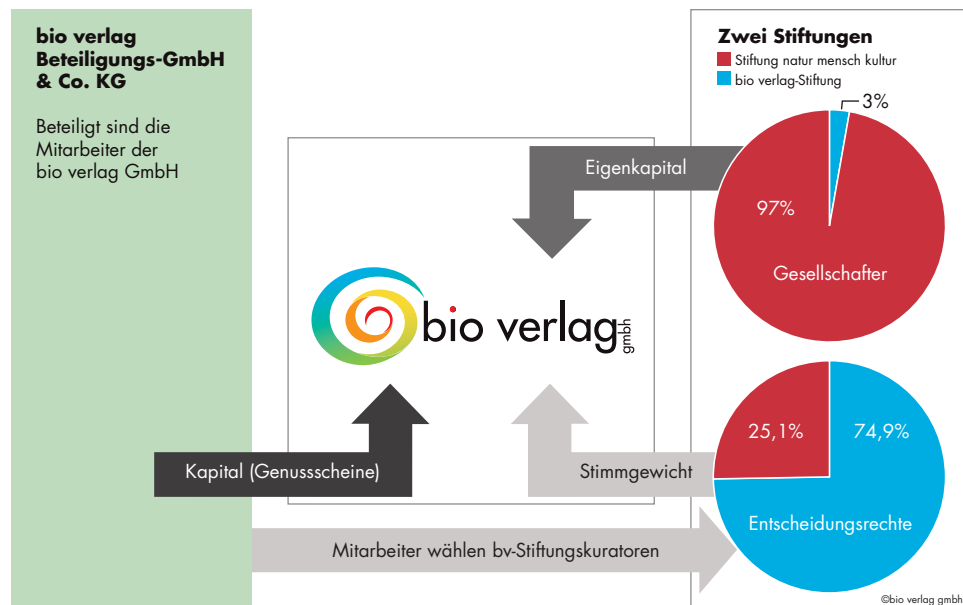 bio verlag
Beteiligungs-GmbH
& Co. KG
Beteiligt sind die
Mitarbeiter der
bio verlag GmbH
Zwei Stiftungen
Stiftung natur mensch kultur
bio verlag-Stiftung
3%
97%
Gesellschafter
Eigenkapital
bio verlag gmbh
25,1%
74,9%
Entscheidungsrechte
Kapital (Genussscheine)
Stimmgewicht
Mitarbeiter wählen bv-Stiftungskuratoren
©bio verlag gmbh